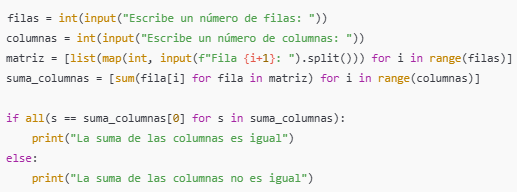 filas = int(input("Escribe un número de filas: "))
columnas = int(input("Escribe un número de columnas: "))
matriz = [list(map(int, input(f"Fila {i+1}: ").split())) for i in range(filas)]
suma_columnas = [sum(fila[i] for fila in matriz) for i in range(columnas)]

if all(s == suma_columnas[0] for s in suma_columnas):
    print("La suma de las columnas es igual")
else:
    print("La suma de las columnas no es igual")